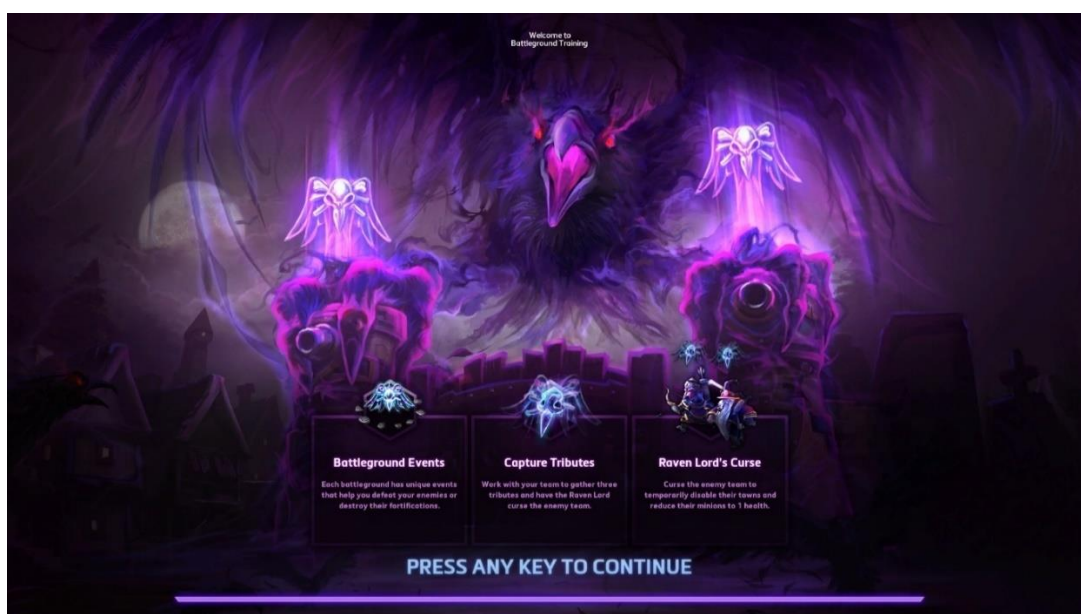 Welcome to
Battleground Training
Battleground Events
Each battleground has unique events
that help you defeat your enemies or
destroy their fortifications.
Capture Tributes
Work with your team to gather three
tributes and have the Raven Lord
curse the enemy team.
Raven Lord's Curse
Curse the enemy team to
temporarily disable their towns and
reduce their minions to 1 health.
PRESS ANY KEY TO CONTINUE